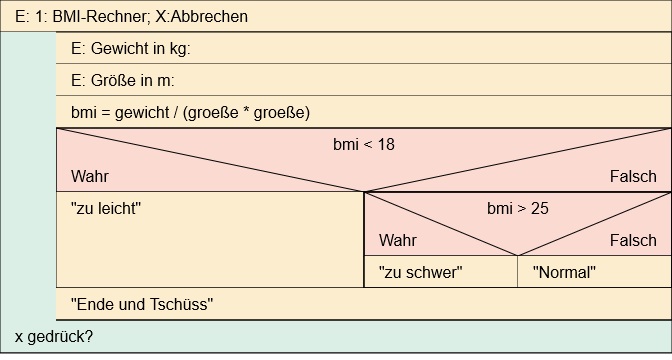 E: 1: BMI-Rechner; X:Abbrechen
E: Gewicht in kg:
E: Größe in m:
bmi = gewicht / (groeße * groeße)
bmi < 18
Wahr
Falsch
"zu leicht"
bmi > 25
Wahr
Falsch
"zu schwer"
"Normal"
"Ende und Tschüss"
x gedrück?